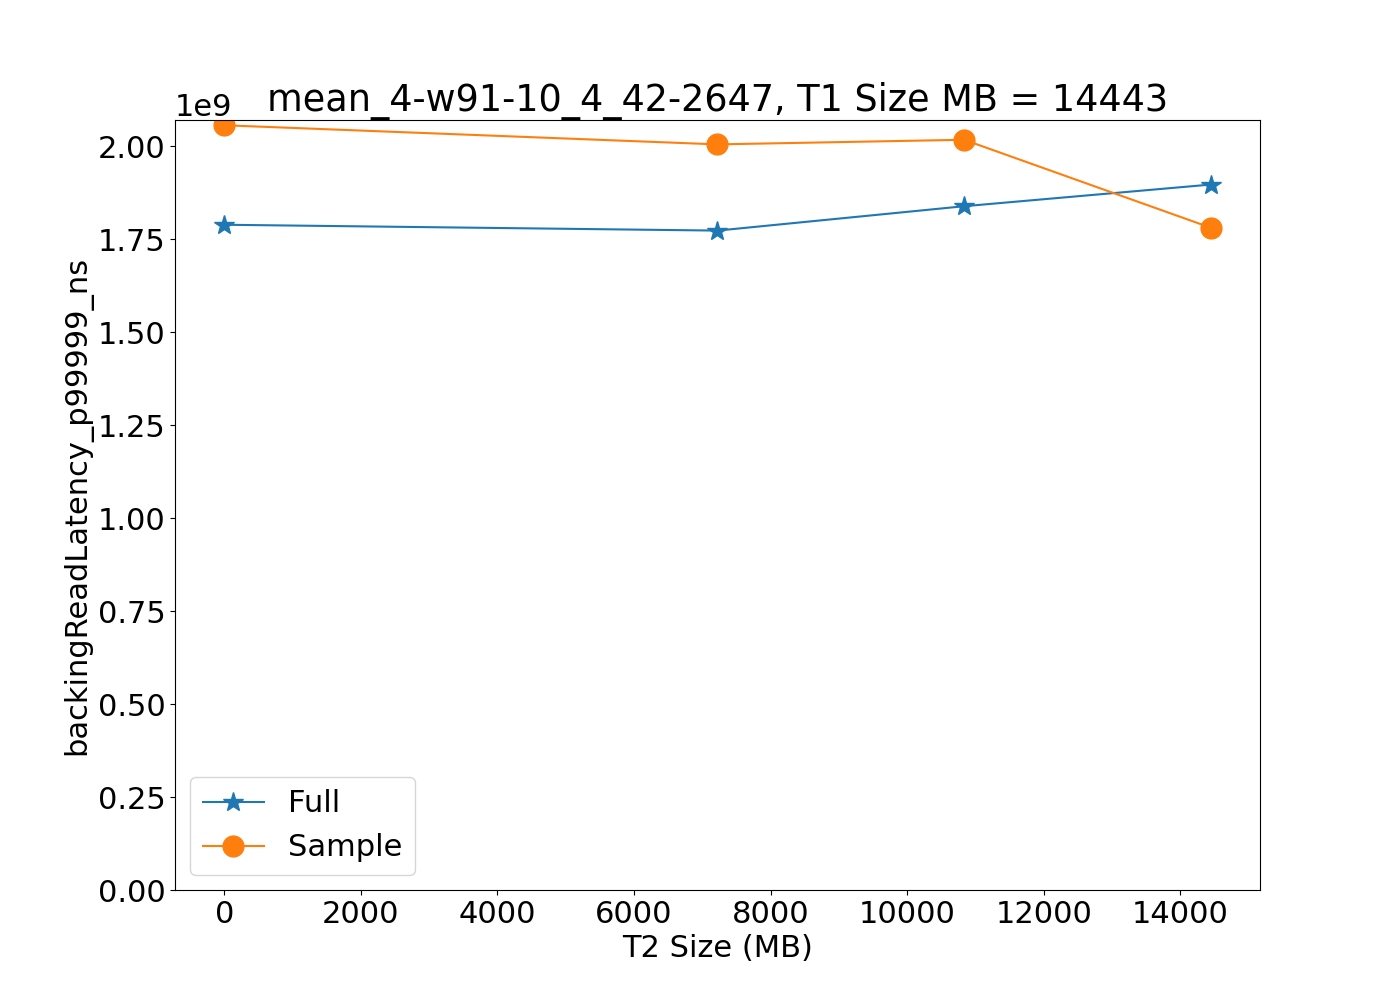 mean_4-w91-10_4_42-2647, T1 Size MB = 14443
1e9
2.00
1.75
1.50
1.25
1.00
0.75
0.50
0.25
0.00
backingReadLatency_p99999_ns
Full
Sample
0 2000 4000 6000 8000 10000 12000 14000
T2 Size (MB)